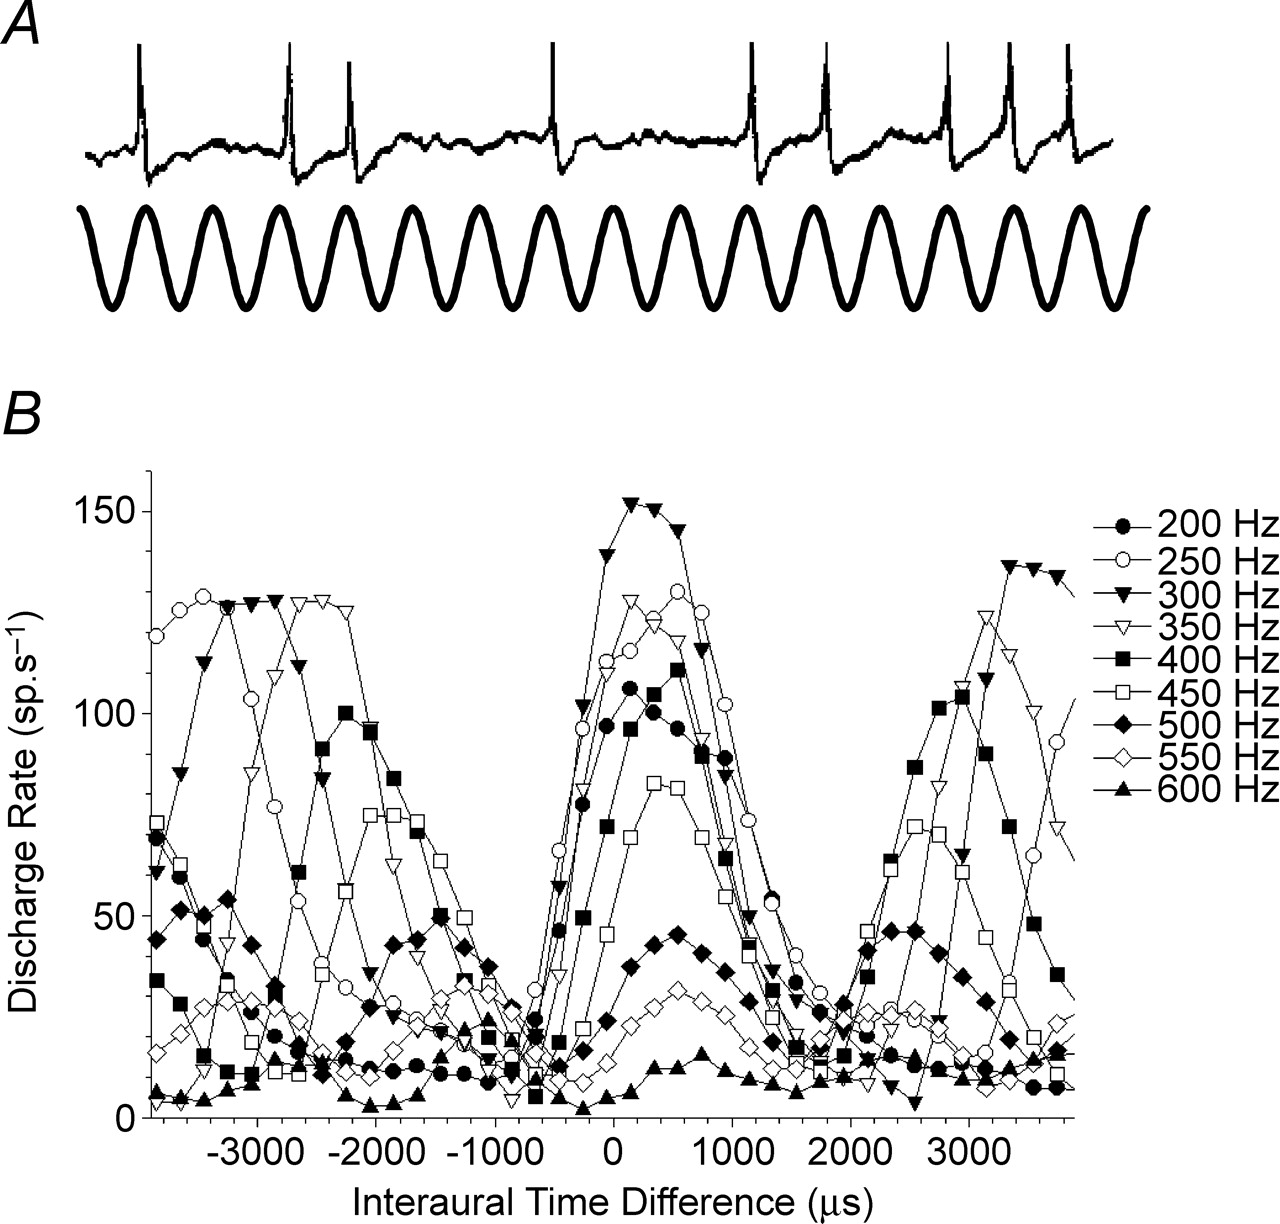 A
B
Discharge Rate (sp.s⁻¹)
150
100
50
0
-3000 -2000 -1000 0 1000 2000 3000
Interaural Time Difference (μs)
200 Hz
250 Hz
300 Hz
350 Hz
400 Hz
450 Hz
500 Hz
550 Hz
600 Hz